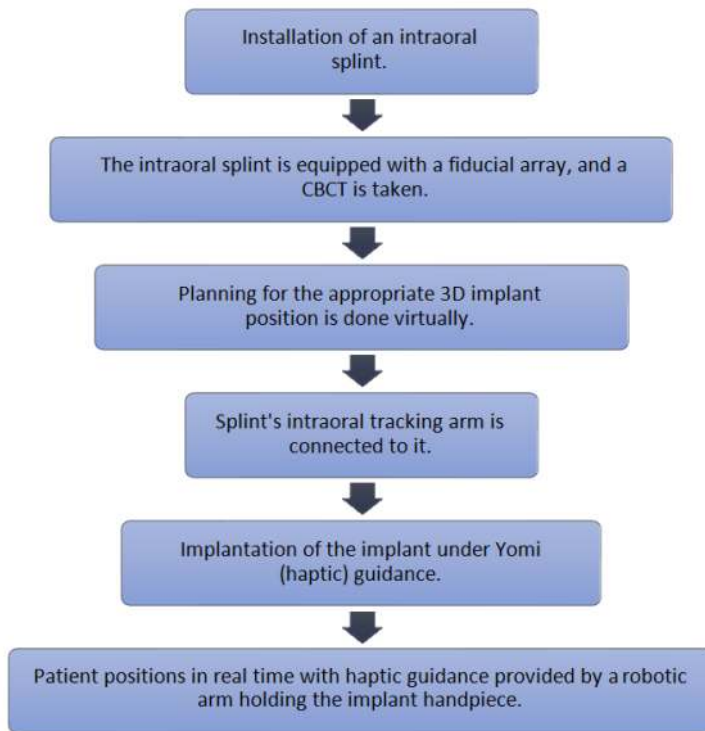 Installation of an intraoral
splint.
The intraoral splint is equipped with a fiducial array, and a
CBCT is taken.
Planning for the appropriate 3D implant
position is done virtually.
Splint's intraoral tracking arm is
connected to it.
Implantation of the implant under Yomi
(haptic) guidance.
Patient positions in real time with haptic guidance provided by a robotic
arm holding the implant handpiece.